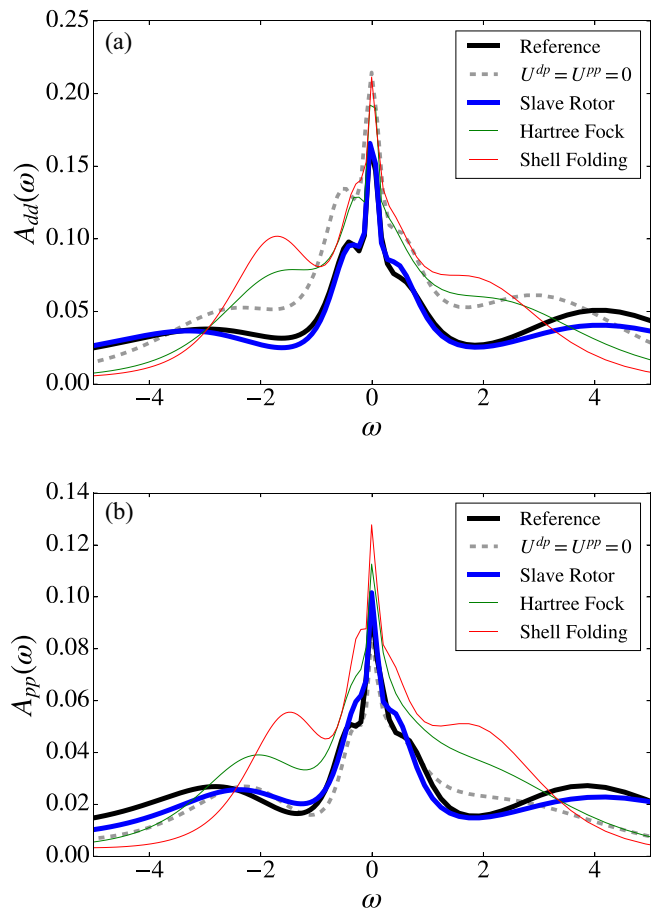 (a)
Reference
U^{dp} = U^{pp} = 0
Slave Rotor
Hartree Fock
Shell Folding
A_{dd}(ω)
0.25
0.20
0.15
0.10
0.05
0.00
−4 −2 0 2 4
ω
(b)
Reference
U^{dp} = U^{pp} = 0
Slave Rotor
Hartree Fock
Shell Folding
A_{pp}(ω)
0.14
0.12
0.10
0.08
0.06
0.04
0.02
0.00
−4 −2 0 2 4
ω